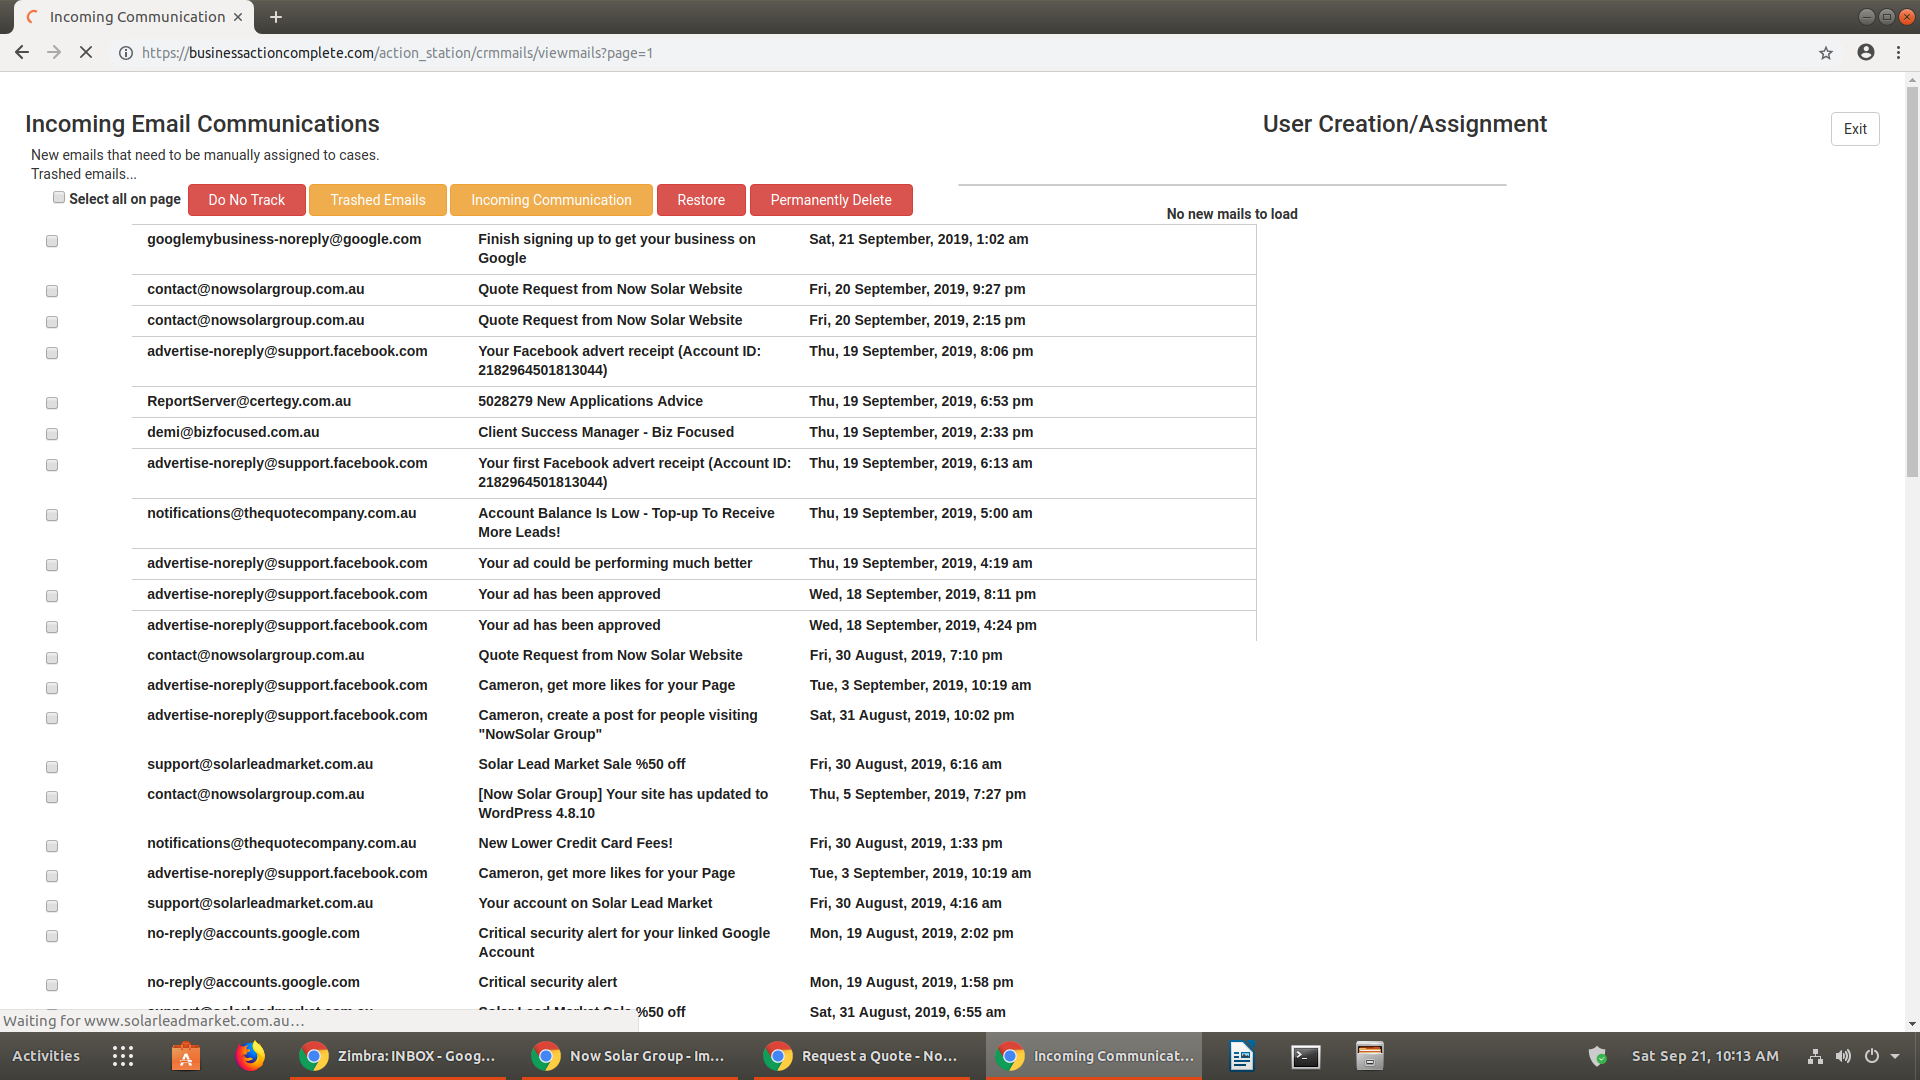 Incoming Communication
https://businessactioncomplete.com/action_station/crmmails/viewmails?page=1
Incoming Email Communications
User Creation/Assignment
Exit
New emails that need to be manually assigned to cases.
Trashed emails...
Select all on page Do No Track Trashed Emails Incoming Communication Restore Permanently Delete
No new mails to load
googlemybusiness-noreply@google.com Finish signing up to get your business on Sat, 21 September, 2019, 1:02 am
Google
contact@nowsolargroup.com.au Quote Request from Now Solar Website Fri, 20 September, 2019, 9:27 pm
contact@nowsolargroup.com.au Quote Request from Now Solar Website Fri, 20 September, 2019, 2:15 pm
advertise-noreply@support.facebook.com Your Facebook advert receipt (Account ID: Thu, 19 September, 2019, 8:06 pm
2182964501813044)
ReportServer@certegy.com.au 5028279 New Applications Advice Thu, 19 September, 2019, 6:53 pm
demi@bizfocused.com.au Client Success Manager - Biz Focused Thu, 19 September, 2019, 2:33 pm
advertise-noreply@support.facebook.com Your first Facebook advert receipt (Account ID: Thu, 19 September, 2019, 6:13 am
2182964501813044)
notifications@thequotecompany.com.au Account Balance Is Low - Top-up To Receive Thu, 19 September, 2019, 5:00 am
More Leads!
advertise-noreply@support.facebook.com Your ad could be performing much better Thu, 19 September, 2019, 4:19 am
advertise-noreply@support.facebook.com Your ad has been approved Wed, 18 September, 2019, 8:11 pm
advertise-noreply@support.facebook.com Your ad has been approved Wed, 18 September, 2019, 4:24 pm
contact@nowsolargroup.com.au Quote Request from Now Solar Website Fri, 30 August, 2019, 7:10 pm
advertise-noreply@support.facebook.com Cameron, get more likes for your Page Tue, 3 September, 2019, 10:19 am
advertise-noreply@support.facebook.com Cameron, create a post for people visiting Sat, 31 August, 2019, 10:02 pm
"NowSolar Group"
support@solarleadmarket.com.au Solar Lead Market Sale %50 off Fri, 30 August, 2019, 6:16 am
contact@nowsolargroup.com.au [Now Solar Group] Your site has updated to Thu, 5 September, 2019, 7:27 pm
WordPress 4.8.10
notifications@thequotecompany.com.au New Lower Credit Card Fees! Fri, 30 August, 2019, 1:33 pm
advertise-noreply@support.facebook.com Cameron, get more likes for your Page Tue, 3 September, 2019, 10:19 am
support@solarleadmarket.com.au Your account on Solar Lead Market Fri, 30 August, 2019, 4:16 am
no-reply@accounts.google.com Critical security alert for your linked Google Mon, 19 August, 2019, 2:02 pm
Account
no-reply@accounts.google.com Critical security alert Mon, 19 August, 2019, 1:58 pm
%50 off Sat, 31 August, 2019, 6:55 am
Waiting for www.solarleadmarket.com.au…
Activities Zimbra: INBOX - Goog... Now Solar Group - Im... Request a Quote - No... Incoming Communicat... Sat Sep 21, 10:13 AM